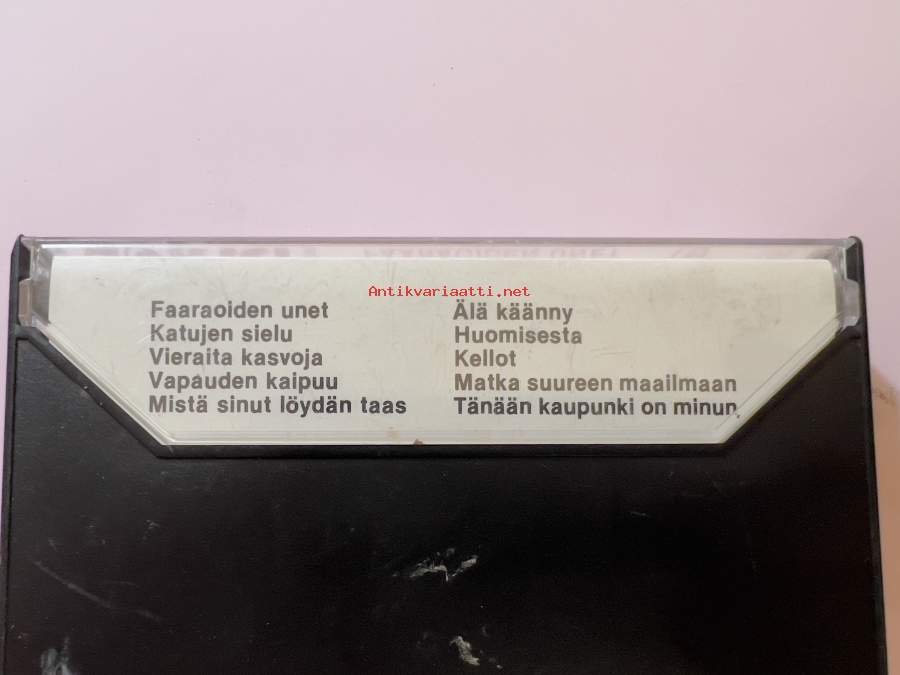 Antikvariaatti.net
Faaraoiden unet
Katujen sielu
Vieraita kasvoja
Vapauden kaipuu
Mistä sinut löydän taas
Älä käänny
Huomisesta
Kellot
Matka suureen maailmaan
Tänään kaupunki on minun